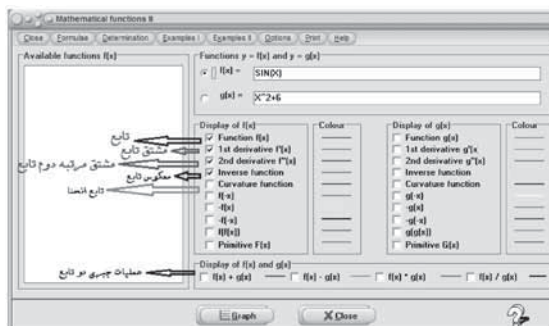 Mathematical functions II
Close Formulas Determination Examples I Examples II Options Print Help
Available functions f(x)
Functions y = f(x) and y = g(x)
f(x) = SIN(X)
g(x) = X^2+6
Display of f(x) Colour
Function f(x)
1st derivative f'(x)
2nd derivative f''(x)
Inverse function
Curvature function
f(-x)
-f(x)
-f(-x)
f(f(x))
Primitive F(x)
Display of g(x) Colour
Function g(x)
1st derivative g'(x
2nd derivative g''(x)
Inverse function
Curvature function
g(-x)
-g(x)
-g(-x)
g(g(x))
Primitive G(x)
تابع
مشتق تابع
مشتق مرتبه دوم تابع
معکوس تابع
تابع انحنا
عملیات جبری دو تابع
Display of f(x) and g(x)
f(x) + g(x) f(x) - g(x) f(x) * g(x) f(x) / g(x)
Graph Close